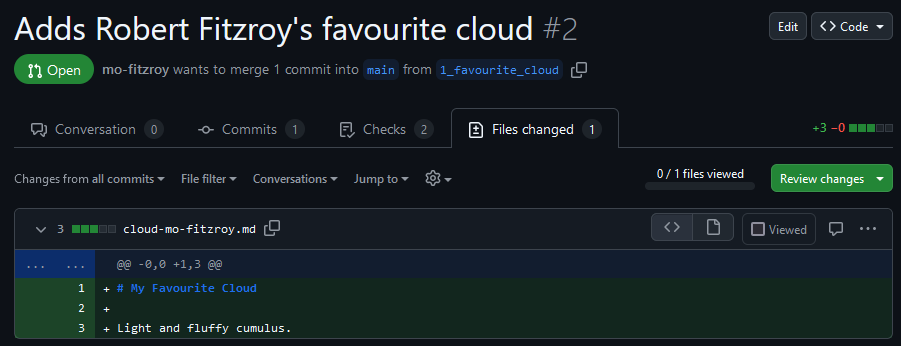 Adds Robert Fitzroy's favourite cloud #2
Edit
Code
Open mo-fitzroy wants to merge 1 commit into main from 1_favourite_cloud
Conversation 0 Commits 1 Checks 2 Files changed 1 +3 −0
Changes from all commits File filter Conversations Jump to 0 / 1 files viewed Review changes
3 cloud-mo-fitzroy.md <> Viewed ...
... ... @@ -0,0 +1,3 @@
1 + # My Favourite Cloud
2 +
3 + Light and fluffy cumulus.